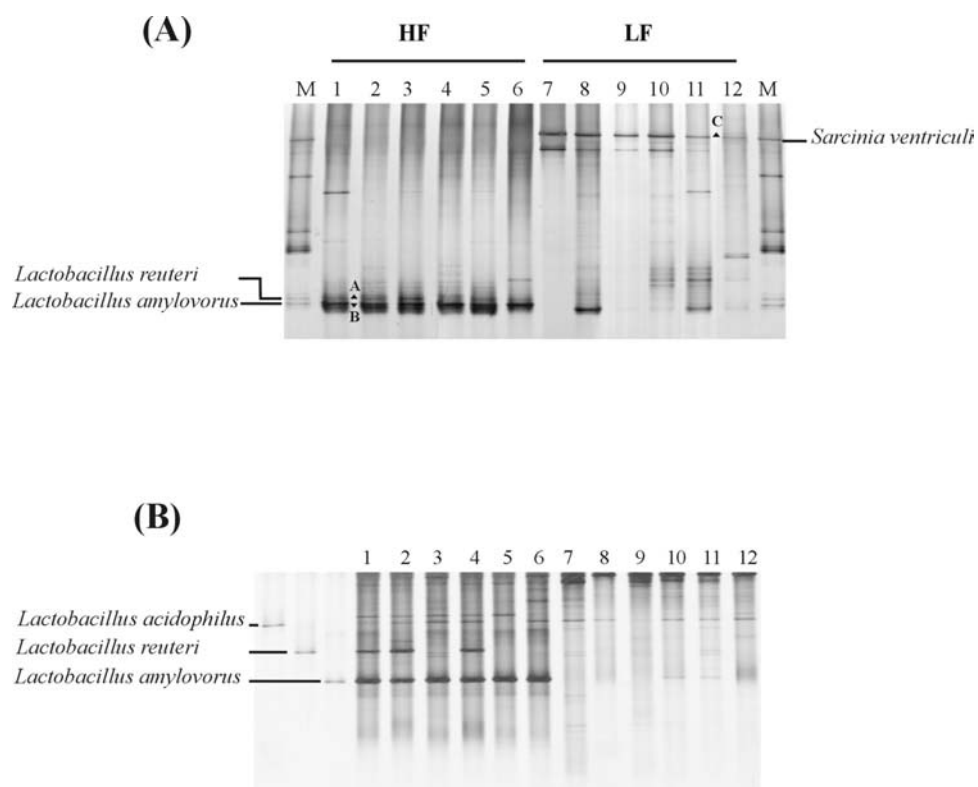 (A)
HF LF
M 1 2 3 4 5 6 7 8 9 10 11 12 M
C
Sarcinia ventriculi
Lactobacillus reuteri
A
Lactobacillus amylovorus
B
(B)
1 2 3 4 5 6 7 8 9 10 11 12
Lactobacillus acidophilus
Lactobacillus reuteri
Lactobacillus amylovorus